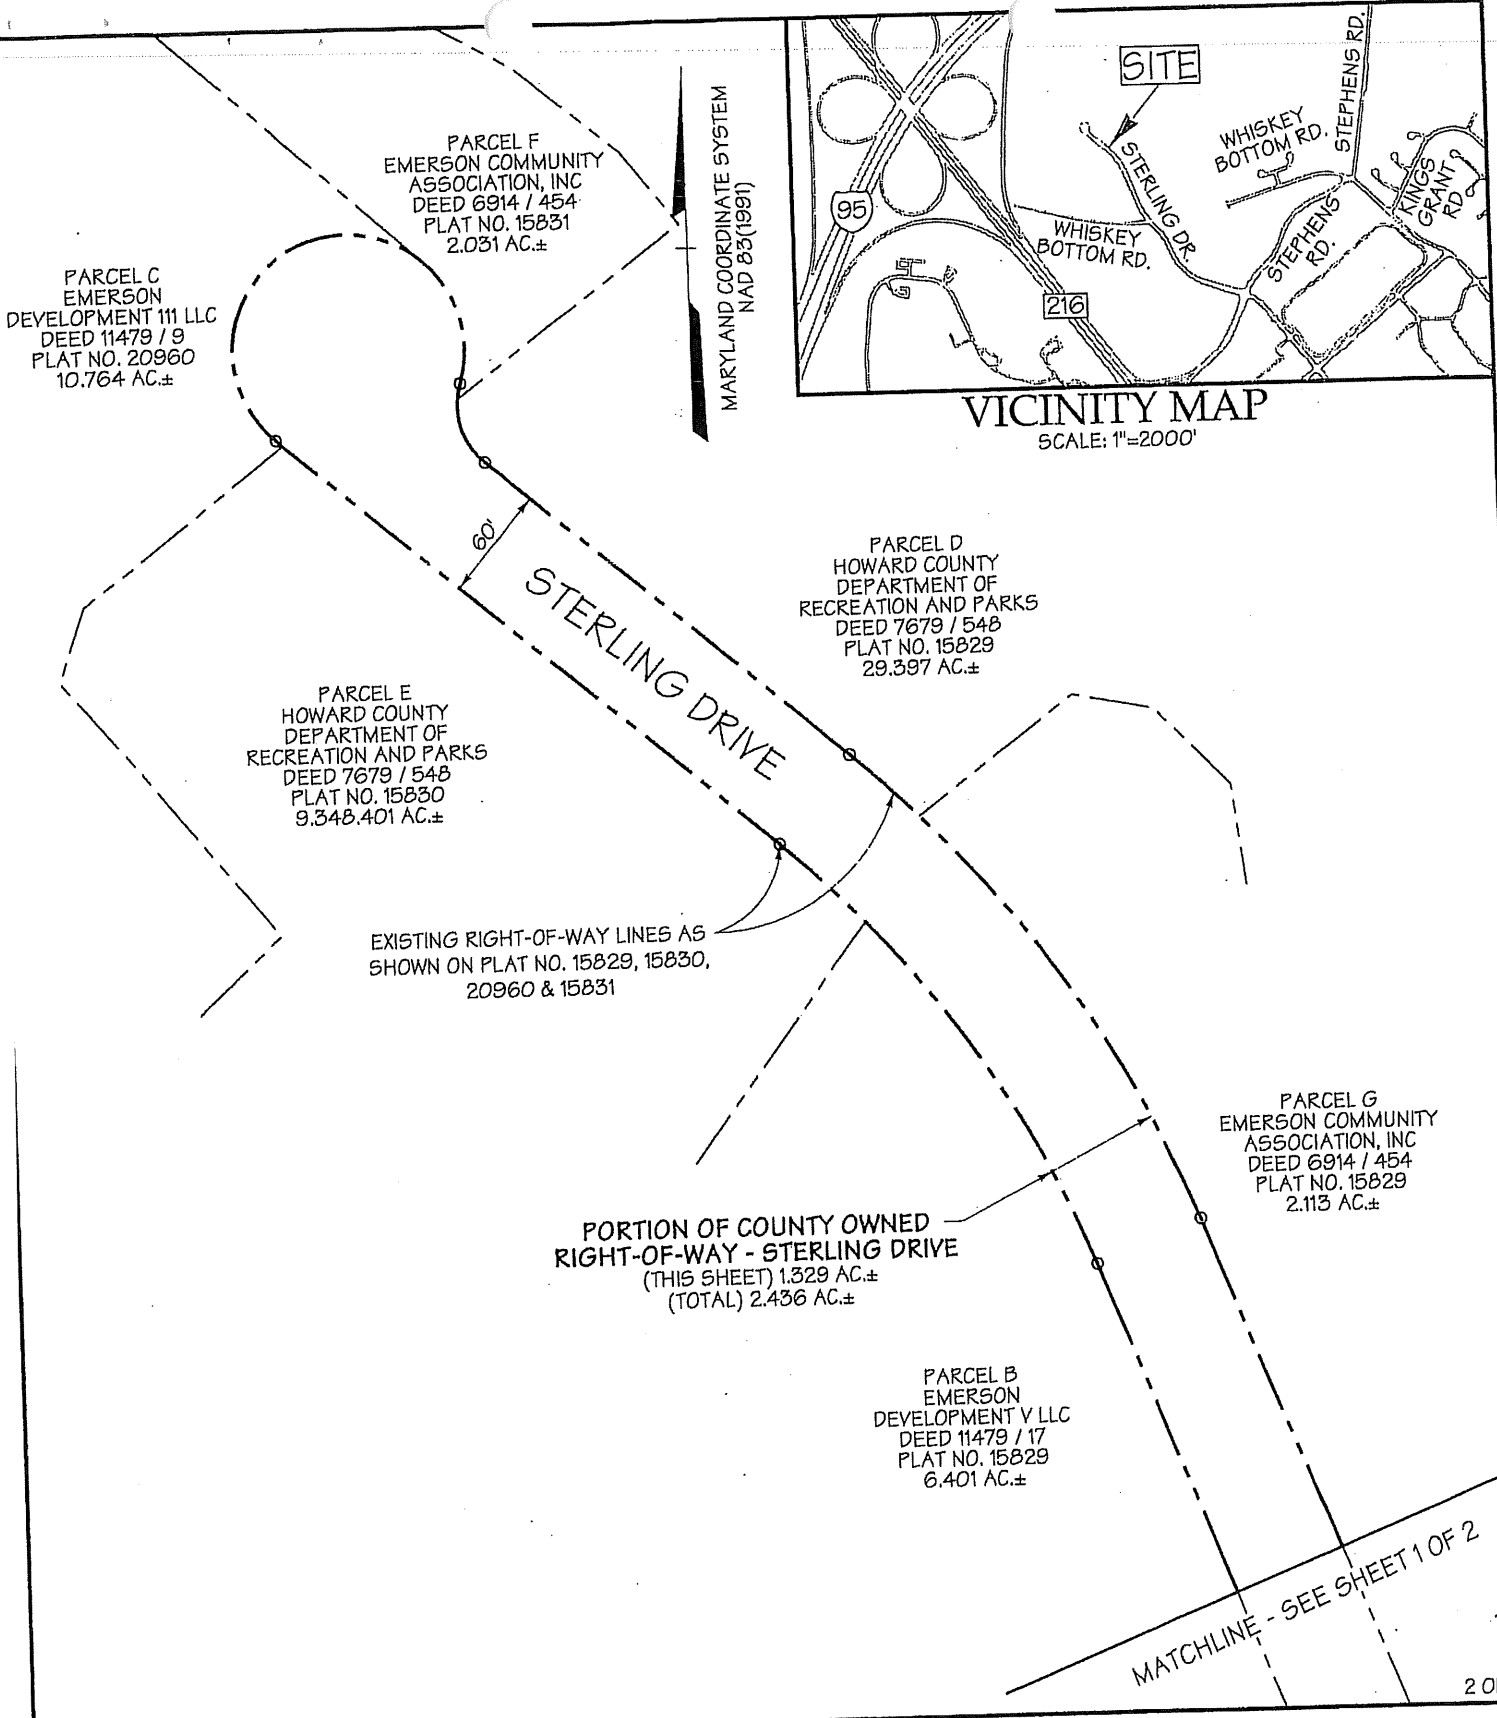 PARCEL F
EMERSON COMMUNITY
ASSOCIATION, INC
DEED 6914 / 454
PLAT NO. 15831
2.031 AC.±
PARCEL C
EMERSON
DEVELOPMENT 111 LLC
DEED 11479 / 9
PLAT NO. 20960
10.764 AC.±
MARYLAND COORDINATE SYSTEM
NAD 83(1991)
SITE
STERLING DR.
WHISKEY
BOTTOM RD.
STEPHENS RD.
KINGS
GRANT
RD
95
WHISKEY
BOTTOM RD.
STEPHENS
RD.
216
VICINITY MAP
SCALE: 1"=2000'
60'
STERLING DRIVE
PARCEL D
HOWARD COUNTY
DEPARTMENT OF
RECREATION AND PARKS
DEED 7679 / 548
PLAT NO. 15829
29.397 AC.±
PARCEL E
HOWARD COUNTY
DEPARTMENT OF
RECREATION AND PARKS
DEED 7679 / 548
PLAT NO. 15830
9.348.401 AC.±
EXISTING RIGHT-OF-WAY LINES AS
SHOWN ON PLAT NO. 15829, 15830,
20960 & 15831
PARCEL G
EMERSON COMMUNITY
ASSOCIATION, INC
DEED 6914 / 454
PLAT NO. 15829
2.113 AC.±
PORTION OF COUNTY OWNED
RIGHT-OF-WAY - STERLING DRIVE
(THIS SHEET) 1.329 AC.±
(TOTAL) 2.436 AC.±
PARCEL B
EMERSON
DEVELOPMENT V LLC
DEED 11479 / 17
PLAT NO. 15829
6.401 AC.±
MATCHLINE - SEE SHEET 1 OF 2
2